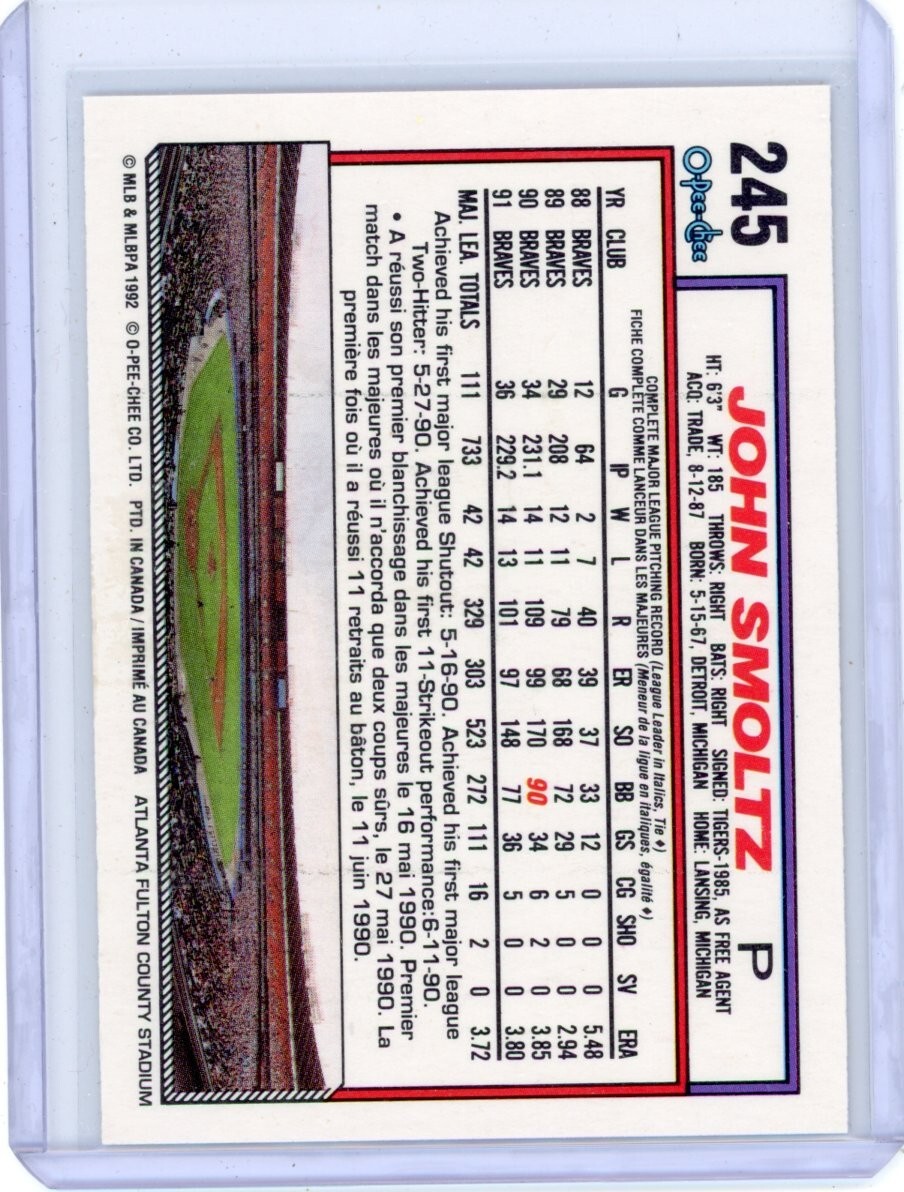 245
O-Pee-Chee
JOHN SMOLTZ P
HT: 6'3" WT: 185 THROWS: RIGHT BATS: RIGHT SIGNED: TIGERS-1985, AS FREE AGENT
ACQ: TRADE, 8-12-87 BORN: 5-15-67, DETROIT, MICHIGAN HOME: LANSING, MICHIGAN
COMPLETE MAJOR LEAGUE PITCHING RECORD (League Leader in Italics, Tie ♦)
FICHE COMPLÈTE COMME LANCEUR DANS LES MAJEURES (Meneur de la ligue en italiques, égalité ♦)
YR CLUB G IP W L R ER SO BB GS CG SHO SV ERA
88 BRAVES 12 64 2 7 40 39 37 33 12 0 0 0 5.48
89 BRAVES 29 208 12 11 79 68 168 72 29 5 0 0 2.94
90 BRAVES 34 231.1 14 11 109 99 170 90 34 6 2 0 3.85
91 BRAVES 36 229.2 14 13 101 97 148 77 36 5 0 0 3.80
MAJ. LEA. TOTALS 111 733 42 42 329 303 523 272 111 16 2 0 3.72
Achieved his first major league Shutout: 5-16-90. Achieved his first major league
Two-Hitter: 5-27-90. Achieved his first 11-Strikeout performance:6-11-90.
• A réussi son premier blanchissage dans les majeures le 16 mai 1990. Premier
match dans les majeures où il n'accorda que deux coups sûrs, le 27 mai 1990. La
première fois où il a réussi 11 retraits au bâton, le 11 juin 1990.
© MLB & MLBPA 1992 © O-PEE-CHEE CO. LTD. PTD. IN CANADA / IMPRIMÉ AU CANADA ATLANTA FULTON COUNTY STADIUM